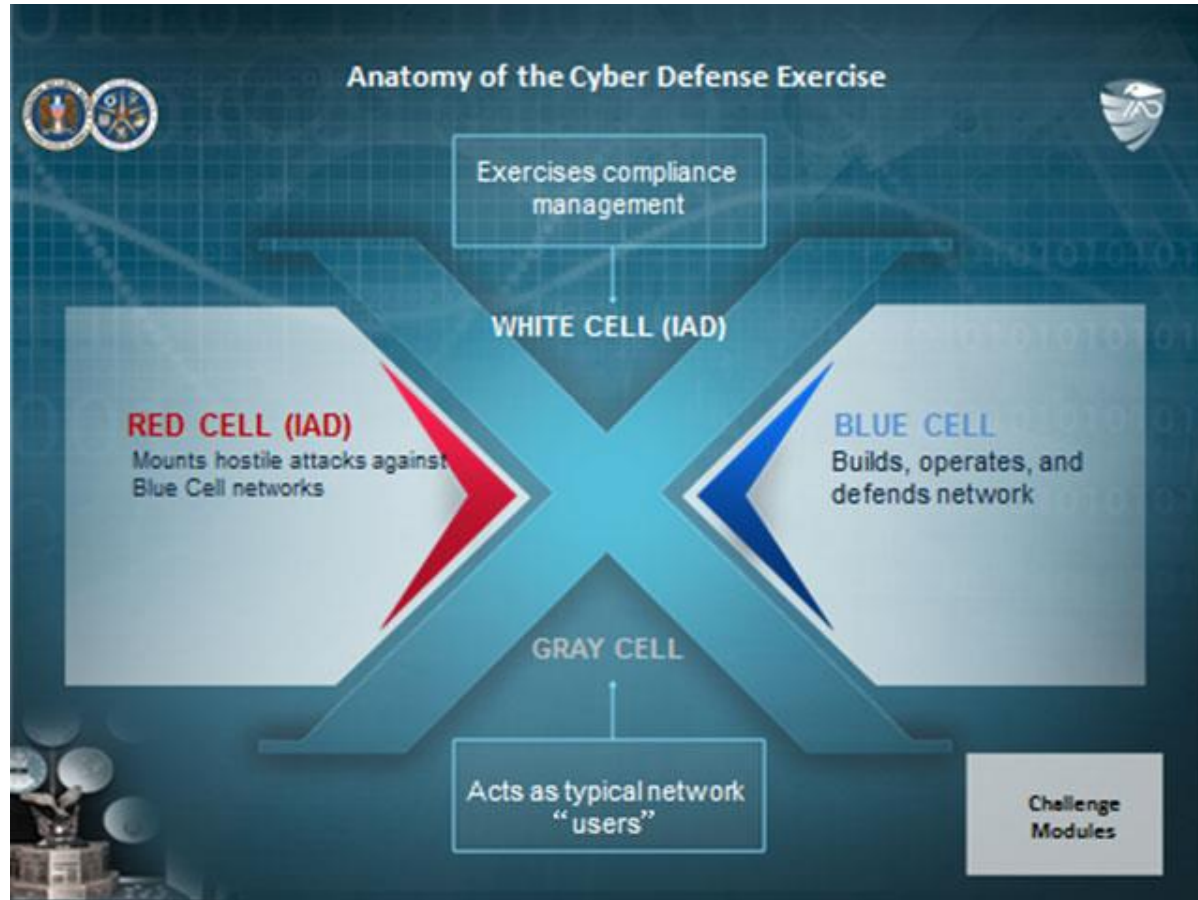 Anatomy of the Cyber Defense Exercise
Exercises compliance
management
WHITE CELL (IAD)
RED CELL (IAD)
Mounts hostile attacks against
Blue Cell networks
BLUE CELL
Builds, operates, and
defends network
GRAY CELL
Acts as typical network
“users”
Challenge
Modules